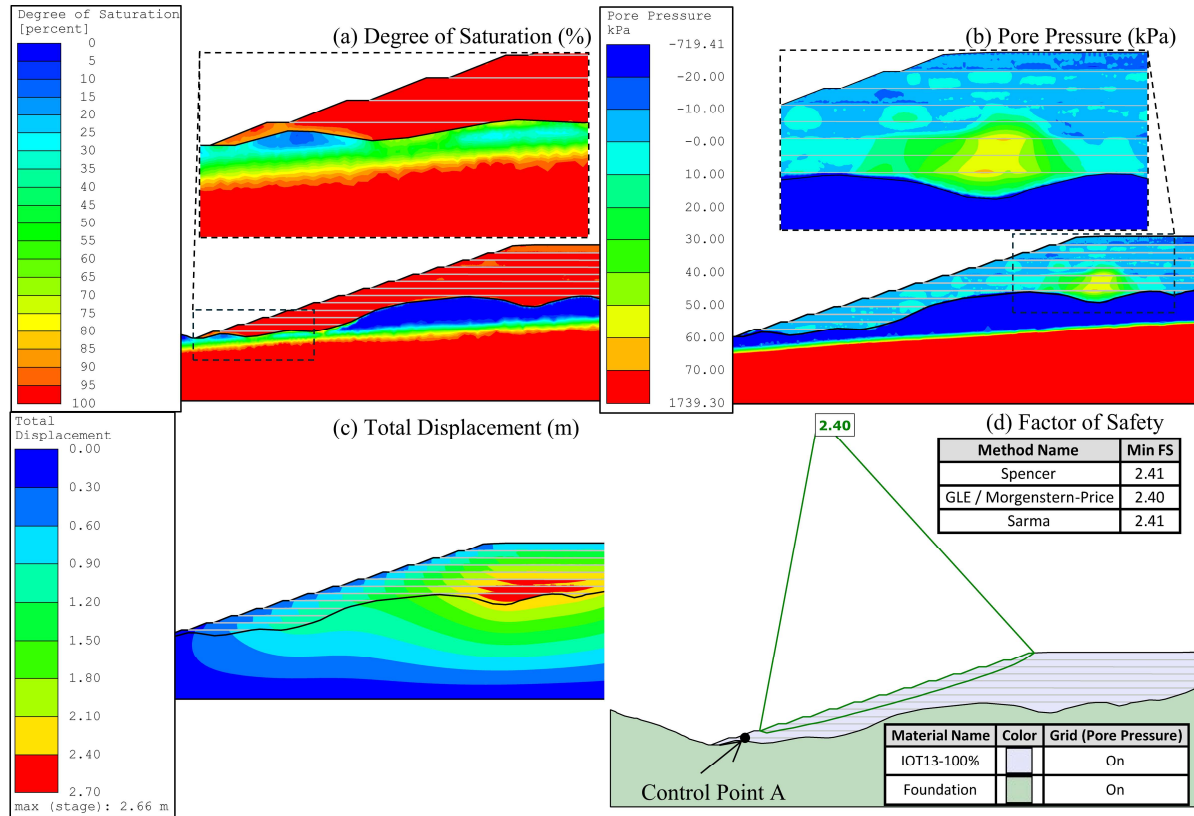 Degree of Saturation
[percent]
0
5
10
15
20
25
30
35
40
45
50
55
60
65
70
75
80
85
90
95
100
(a) Degree of Saturation (%)
Pore Pressure
kPa
-719.41
-20.00
-10.00
-0.00
10.00
20.00
30.00
40.00
50.00
60.00
70.00
1739.30
(b) Pore Pressure (kPa)
Total
Displacement
0.00
0.30
0.60
0.90
1.20
1.50
1.80
2.10
2.40
2.70
max (stage): 2.66 m
(c) Total Displacement (m)
2.40
(d) Factor of Safety
Method Name Min FS
Spencer 2.41
GLE / Morgenstern-Price 2.40
Sarma 2.41
Control Point A
Material Name Color Grid (Pore Pressure)
IOT13-100% On
Foundation On